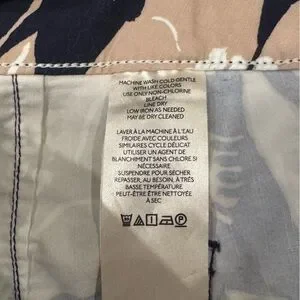 MACHINE WASH COLD-GENTLE
WITH LIKE COLORS
USE ONLY NON-CHLORINE
BLEACH
LINE DRY
LOW IRON AS NEEDED
MAY BE DRY CLEANED
LAVER À LA MACHINE À L'EAU
FROIDE AVEC COULEURS
SIMILAIRES CYCLE DÉLICAT
UTILISER UN AGENT DE
BLANCHIMENT SANS CHLORE SI
NÉCESSAIRE
SUSPENDRE POUR SÉCHER
REPASSER, AU BESOIN, À TRÈS
BASSE TEMPÉRATURE
PEUT-ÊTRE ÊTRE NETTOYÉE
À SEC